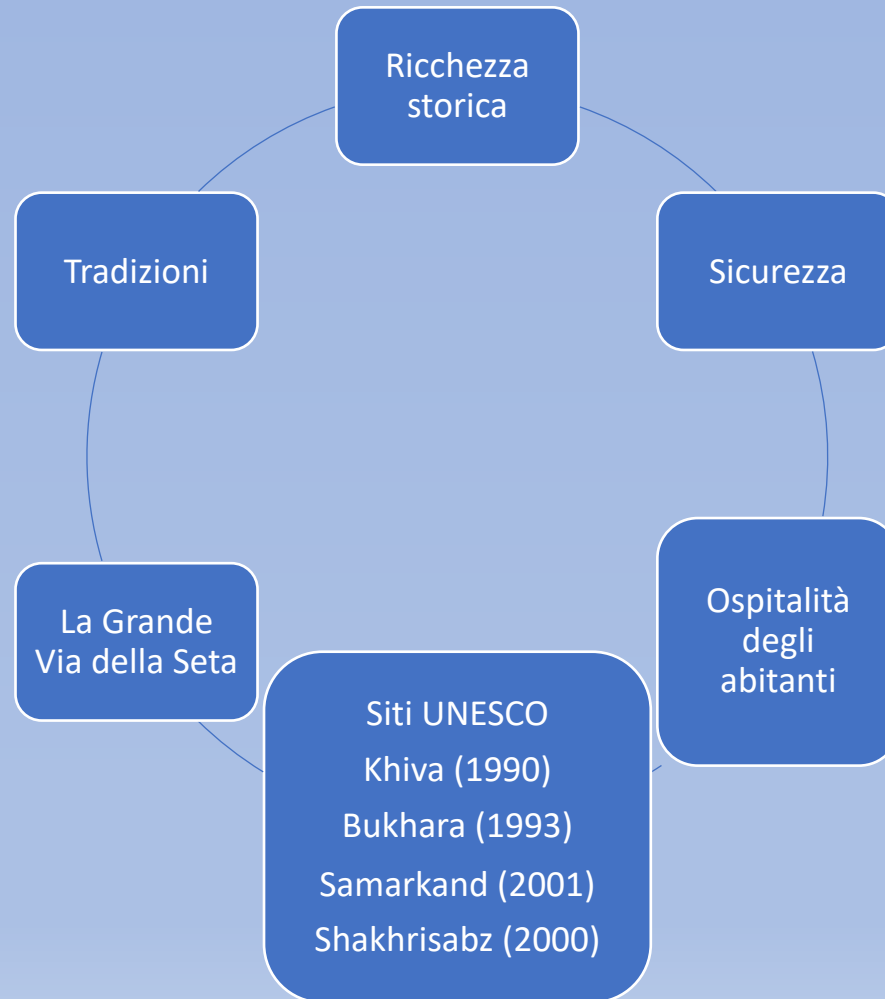 Ricchezza
storica
Tradizioni
Sicurezza
La Grande
Via della Seta
Ospitalità
degli
abitanti
Siti UNESCO
Khiva (1990)
Bukhara (1993)
Samarkand (2001)
Shakhrisabz (2000)